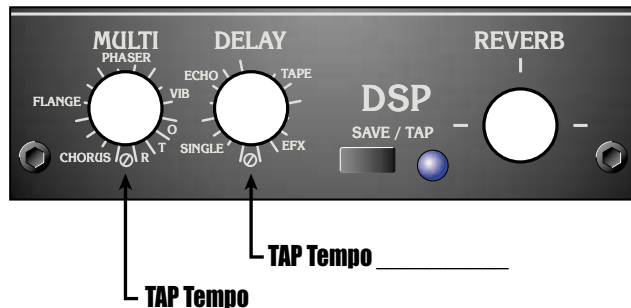 MULTI
DELAY
REVERB
PHASER
ECHO
TAPE
FLANGE
VIB
DSP
O
T
SAVE / TAP
CHORUS
R
SINGLE
EFX
TAP Tempo
TAP Tempo